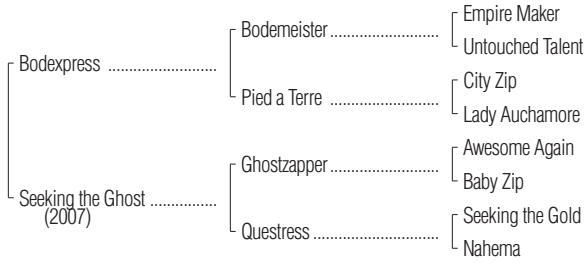 Empire Maker
Bodemeister ........................
Untouched Talent
Bodexpress ........................
City Zip
Pied a Terre ........................
Lady Auchamore
Awesome Again
Ghostzapper ........................
Baby Zip
Seeking the Ghost ...............
(2007)
Seeking the Gold
Questress ........................
Nahema